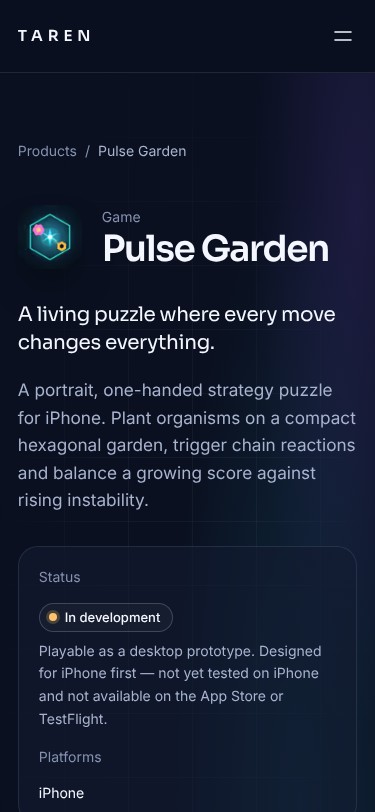 TAREN
Products / Pulse Garden
Game
Pulse Garden
A living puzzle where every move
changes everything.
A portrait, one-handed strategy puzzle
for iPhone. Plant organisms on a compact
hexagonal garden, trigger chain reactions
and balance a growing score against
rising instability.
Status
In development
Playable as a desktop prototype. Designed
for iPhone first — not yet tested on iPhone
and not available on the App Store or
TestFlight.
Platforms
iPhone